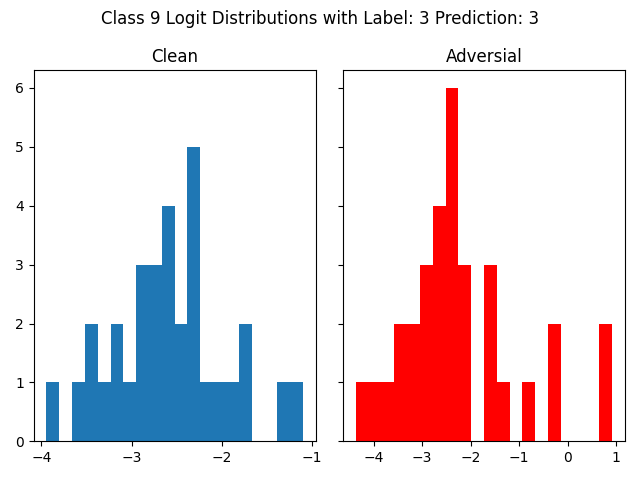 Class 9 Logit Distributions with Label: 3 Prediction: 3
Clean
Adversial
6
5
4
3
2
1
0
−4 −3 −2 −1
−4 −3 −2 −1 0 1